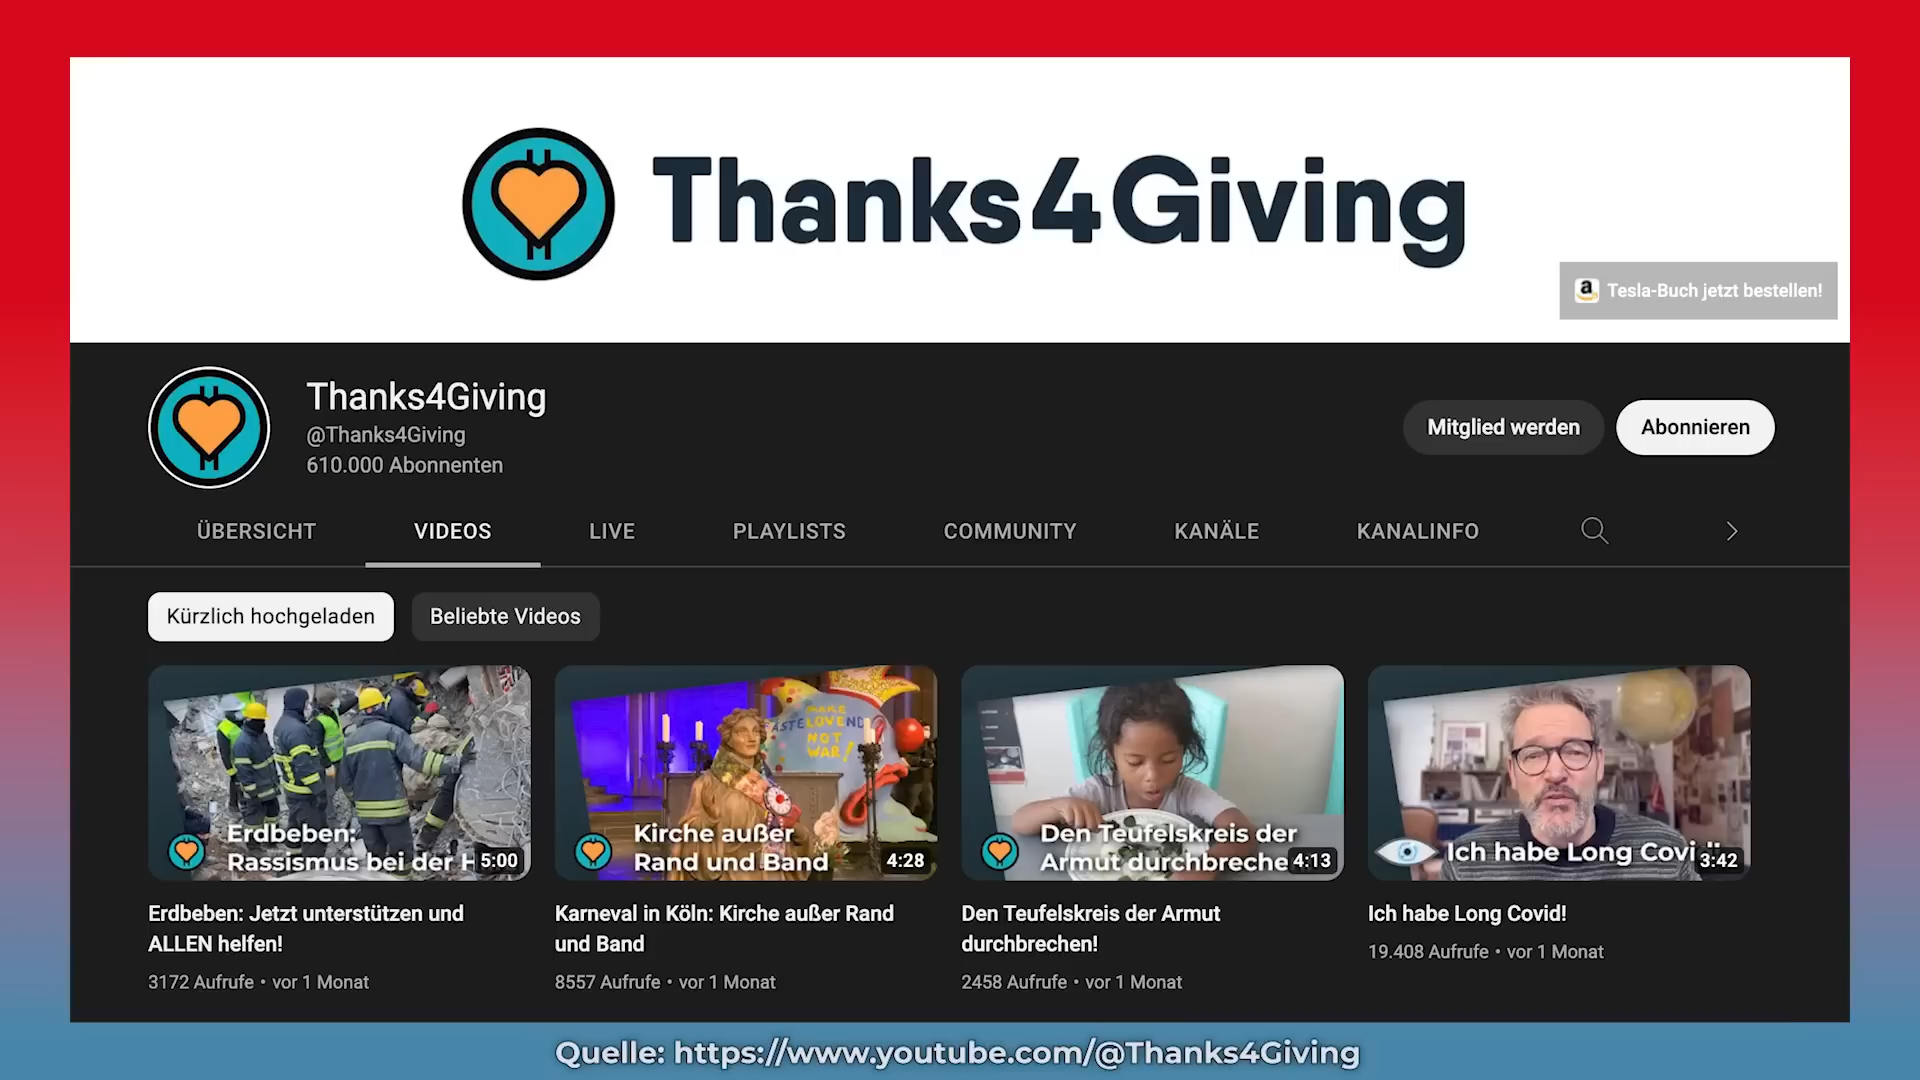 Thanks4Giving
Tesla-Buch jetzt bestellen!
Thanks4Giving
@Thanks4Giving
610.000 Abonnenten
Mitglied werden
Abonnieren
ÜBERSICHT
VIDEOS
LIVE
PLAYLISTS
COMMUNITY
KANÄLE
KANALINFO
Kürzlich hochgeladen
Beliebte Videos
Erdbeben:
Rassismus bei der H
5:00
MAKE
LOVE
NOT
WAR!
Kirche außer
Rand und Band
4:28
Den Teufelskreis der
Armut durchbreche
4:13
Ich habe Long Covi
3:42
Erdbeben: Jetzt unterstützen und
ALLEN helfen!
3172 Aufrufe • vor 1 Monat
Karneval in Köln: Kirche außer Rand
und Band
8557 Aufrufe • vor 1 Monat
Den Teufelskreis der Armut
durchbrechen!
2458 Aufrufe • vor 1 Monat
Ich habe Long Covid!
19.408 Aufrufe • vor 1 Monat
Quelle: https://www.youtube.com/@Thanks4Giving